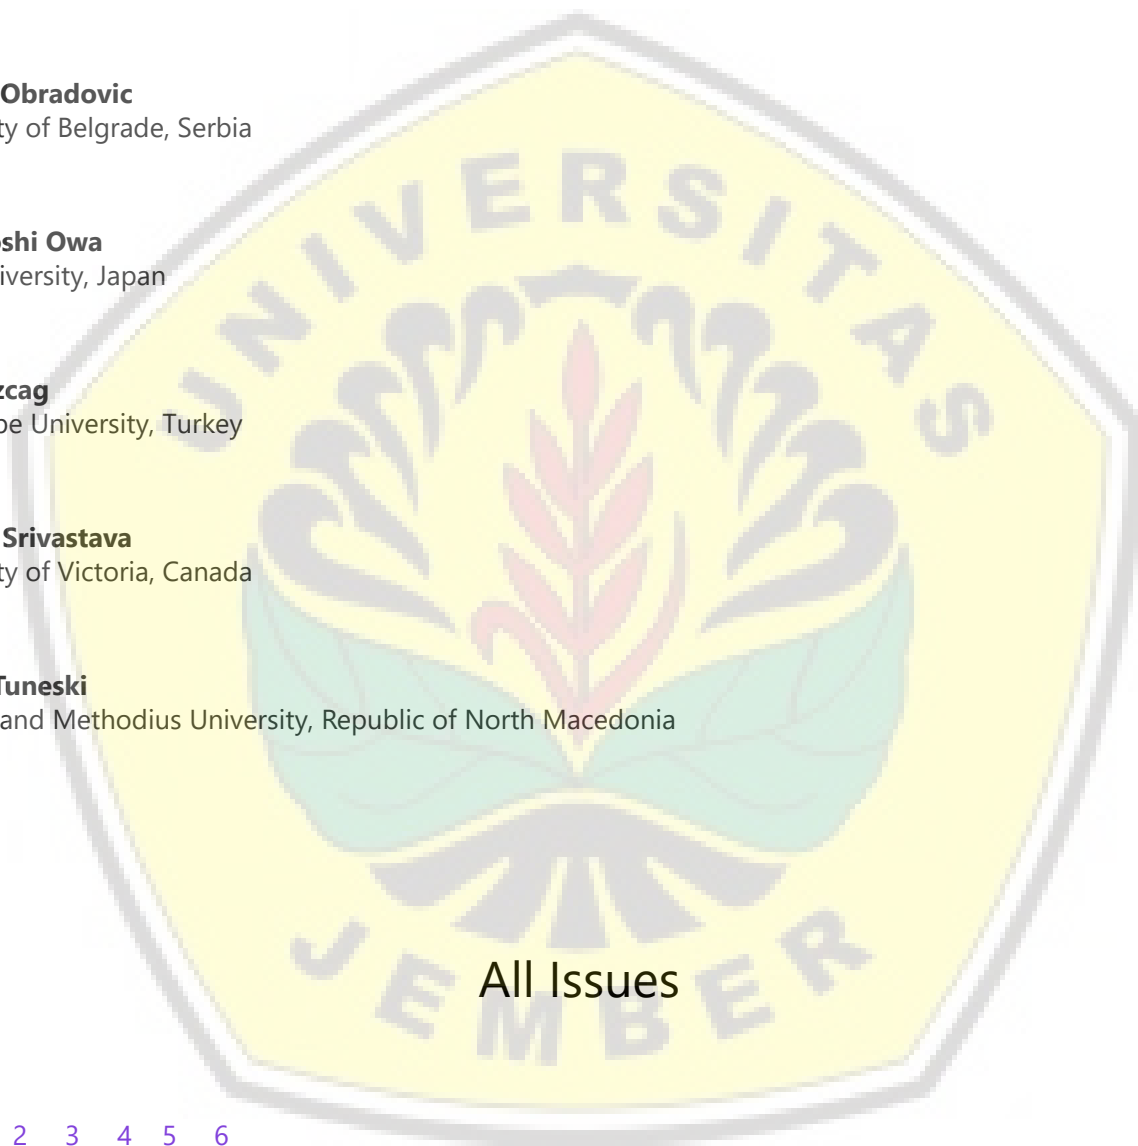 Obradovic
ty of Belgrade, Serbia
oshi Owa
iversity, Japan
zcag
pe University, Turkey
Srivastava
ty of Victoria, Canada
Tuneski
and Methodius University, Republic of North Macedonia
UNIVERSITAS
JEMBER
All Issues
2 3 4 5 6